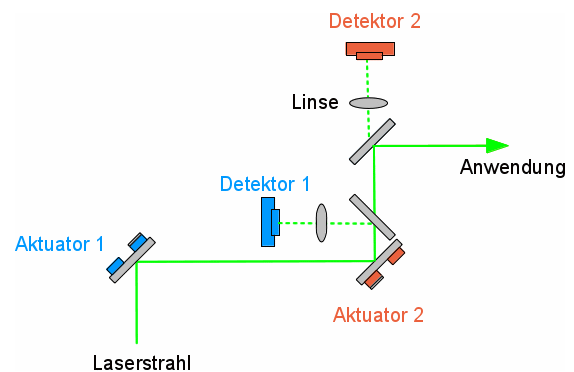 Detektor 2
Linse
Anwendung
Detektor 1
Aktuator 1
Aktuator 2
Laserstrahl